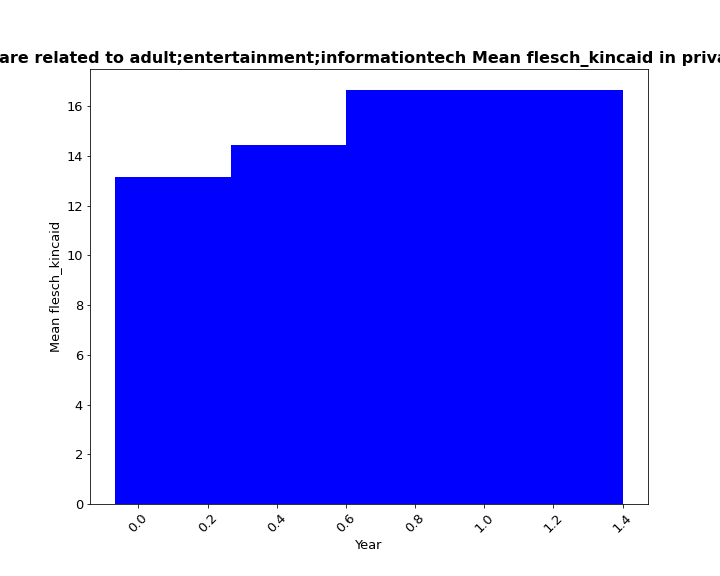 are related to adult;entertainment;informationtech Mean flesch_kincaid in priva
16
14
12
10
8
6
4
2
0
Mean flesch_kincaid
0.0 0.2 0.4 0.6 0.8 1.0 1.2 1.4
Year